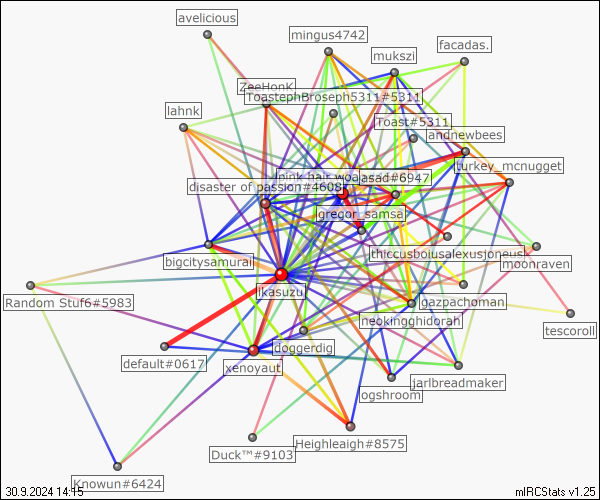 avelicious
mingus4742
facadas.
mukszi
ZeeHonK
ToastephBroseph5311#5311
lahnk
Toast#5311
andnewbees
turkey_mcnugget
pink hair woa
asad#6947
disaster of passion#4608
gregor_samsa
bigcitysamurai
thiccusboiusalexusjoneus
moonraven
likasuzu
Random Stuf6#5983
gazpachoman
neokingghidorah
tescoroll
doggerdig
default#0617
xenoyaut
jarlbreadmaker
ogshroom
Heighleaigh#8575
Duck™#9103
Knowun#6424
30.9.2024 14:15
mIRCStats v1.25